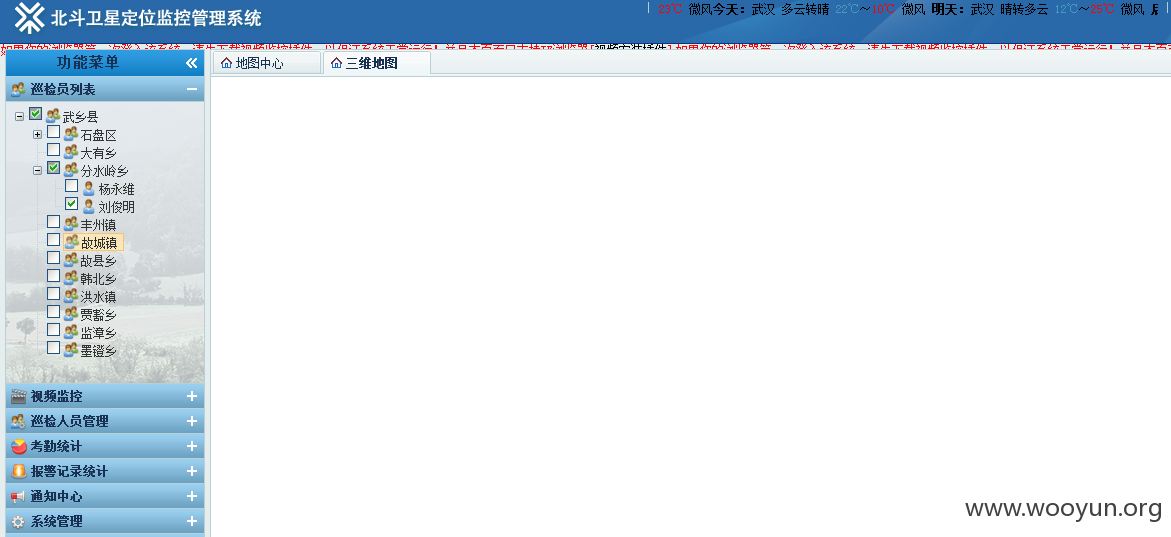 北斗卫星定位监控管理系统
23℃ 微风今天：武汉 多云转晴 22℃～10℃ 微风 明天：武汉 晴转多云 12℃～25℃ 微风
功能菜单
地图中心
三维地图
巡检员列表
武乡县
石盘区
大有乡
分水岭乡
杨永维
刘俊明
丰州镇
故城镇
故县乡
韩北乡
洪水镇
贾豁乡
监漳乡
墨镫乡
视频监控
巡检人员管理
考勤统计
报警记录统计
通知中心
系统管理
www.wooyun.org